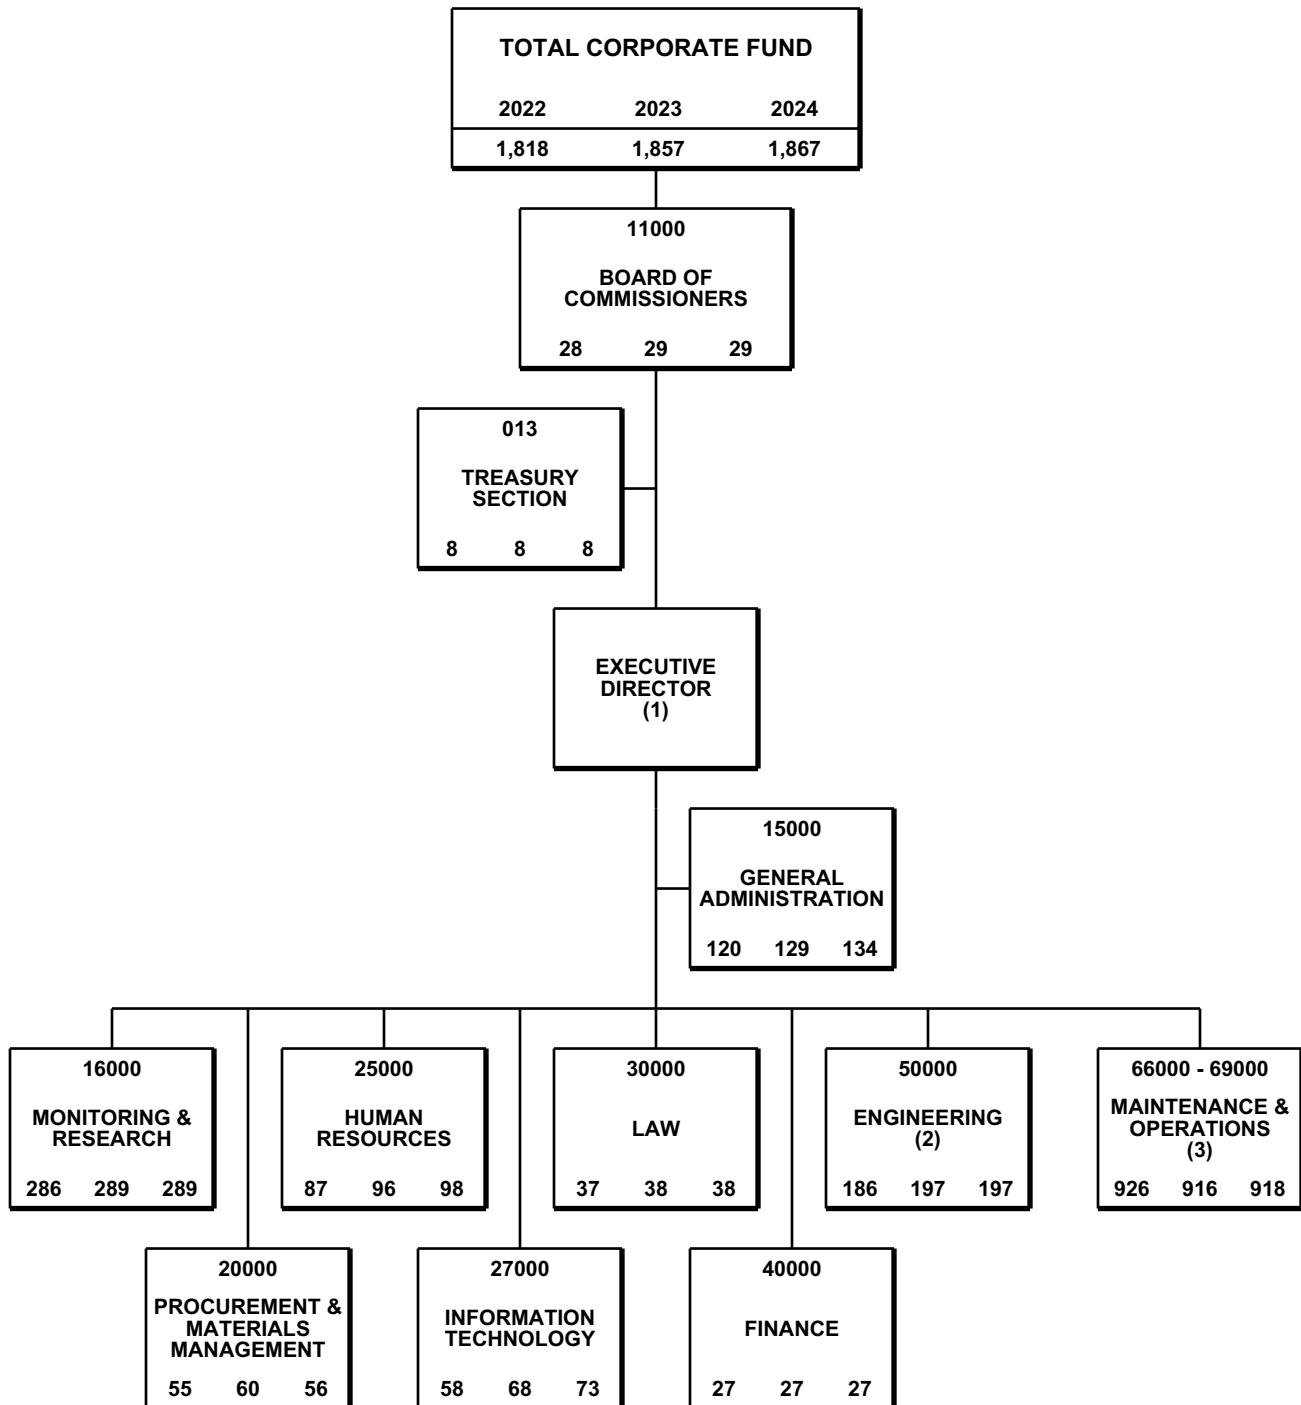 TOTAL CORPORATE FUND
2022 2023 2024
1,818 1,857 1,867
11000
BOARD OF
COMMISSIONERS
28 29 29
013
TREASURY
SECTION
8 8 8
EXECUTIVE
DIRECTOR
(1)
15000
GENERAL
ADMINISTRATION
120 129 134
16000
MONITORING &
RESEARCH
286 289 289
25000
HUMAN
RESOURCES
87 96 98
30000
LAW
37 38 38
50000
ENGINEERING
(2)
186 197 197
66000 - 69000
MAINTENANCE &
OPERATIONS
(3)
926 916 918
20000
PROCUREMENT &
MATERIALS
MANAGEMENT
55 60 56
27000
INFORMATION
TECHNOLOGY
58 68 73
40000
FINANCE
27 27 27